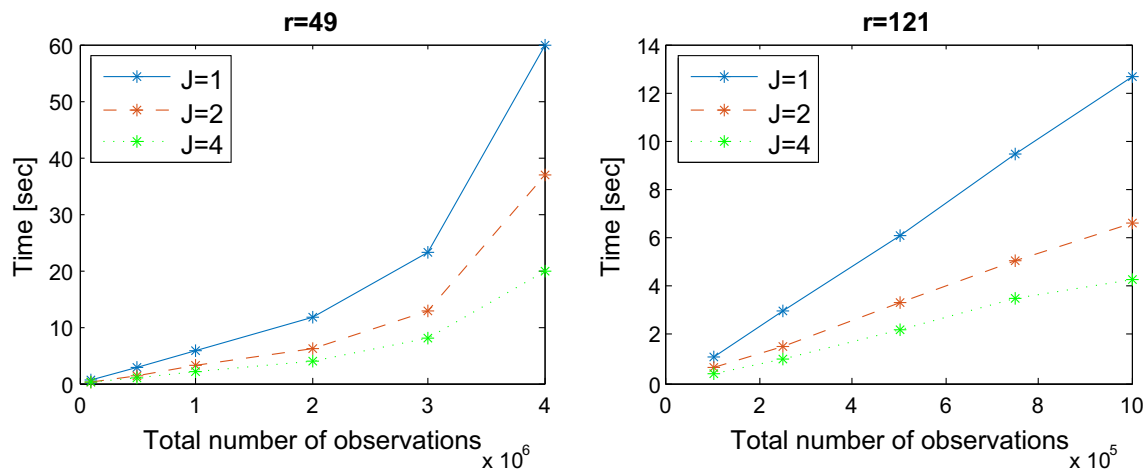 r=49
60
50
40
30
20
10
0
Time [sec]
J=1
J=2
J=4
0 1 2 3 4
Total number of observations
x 10^6
r=121
14
12
10
8
6
4
2
0
Time [sec]
J=1
J=2
J=4
0 2 4 6 8 10
Total number of observations
x 10^5